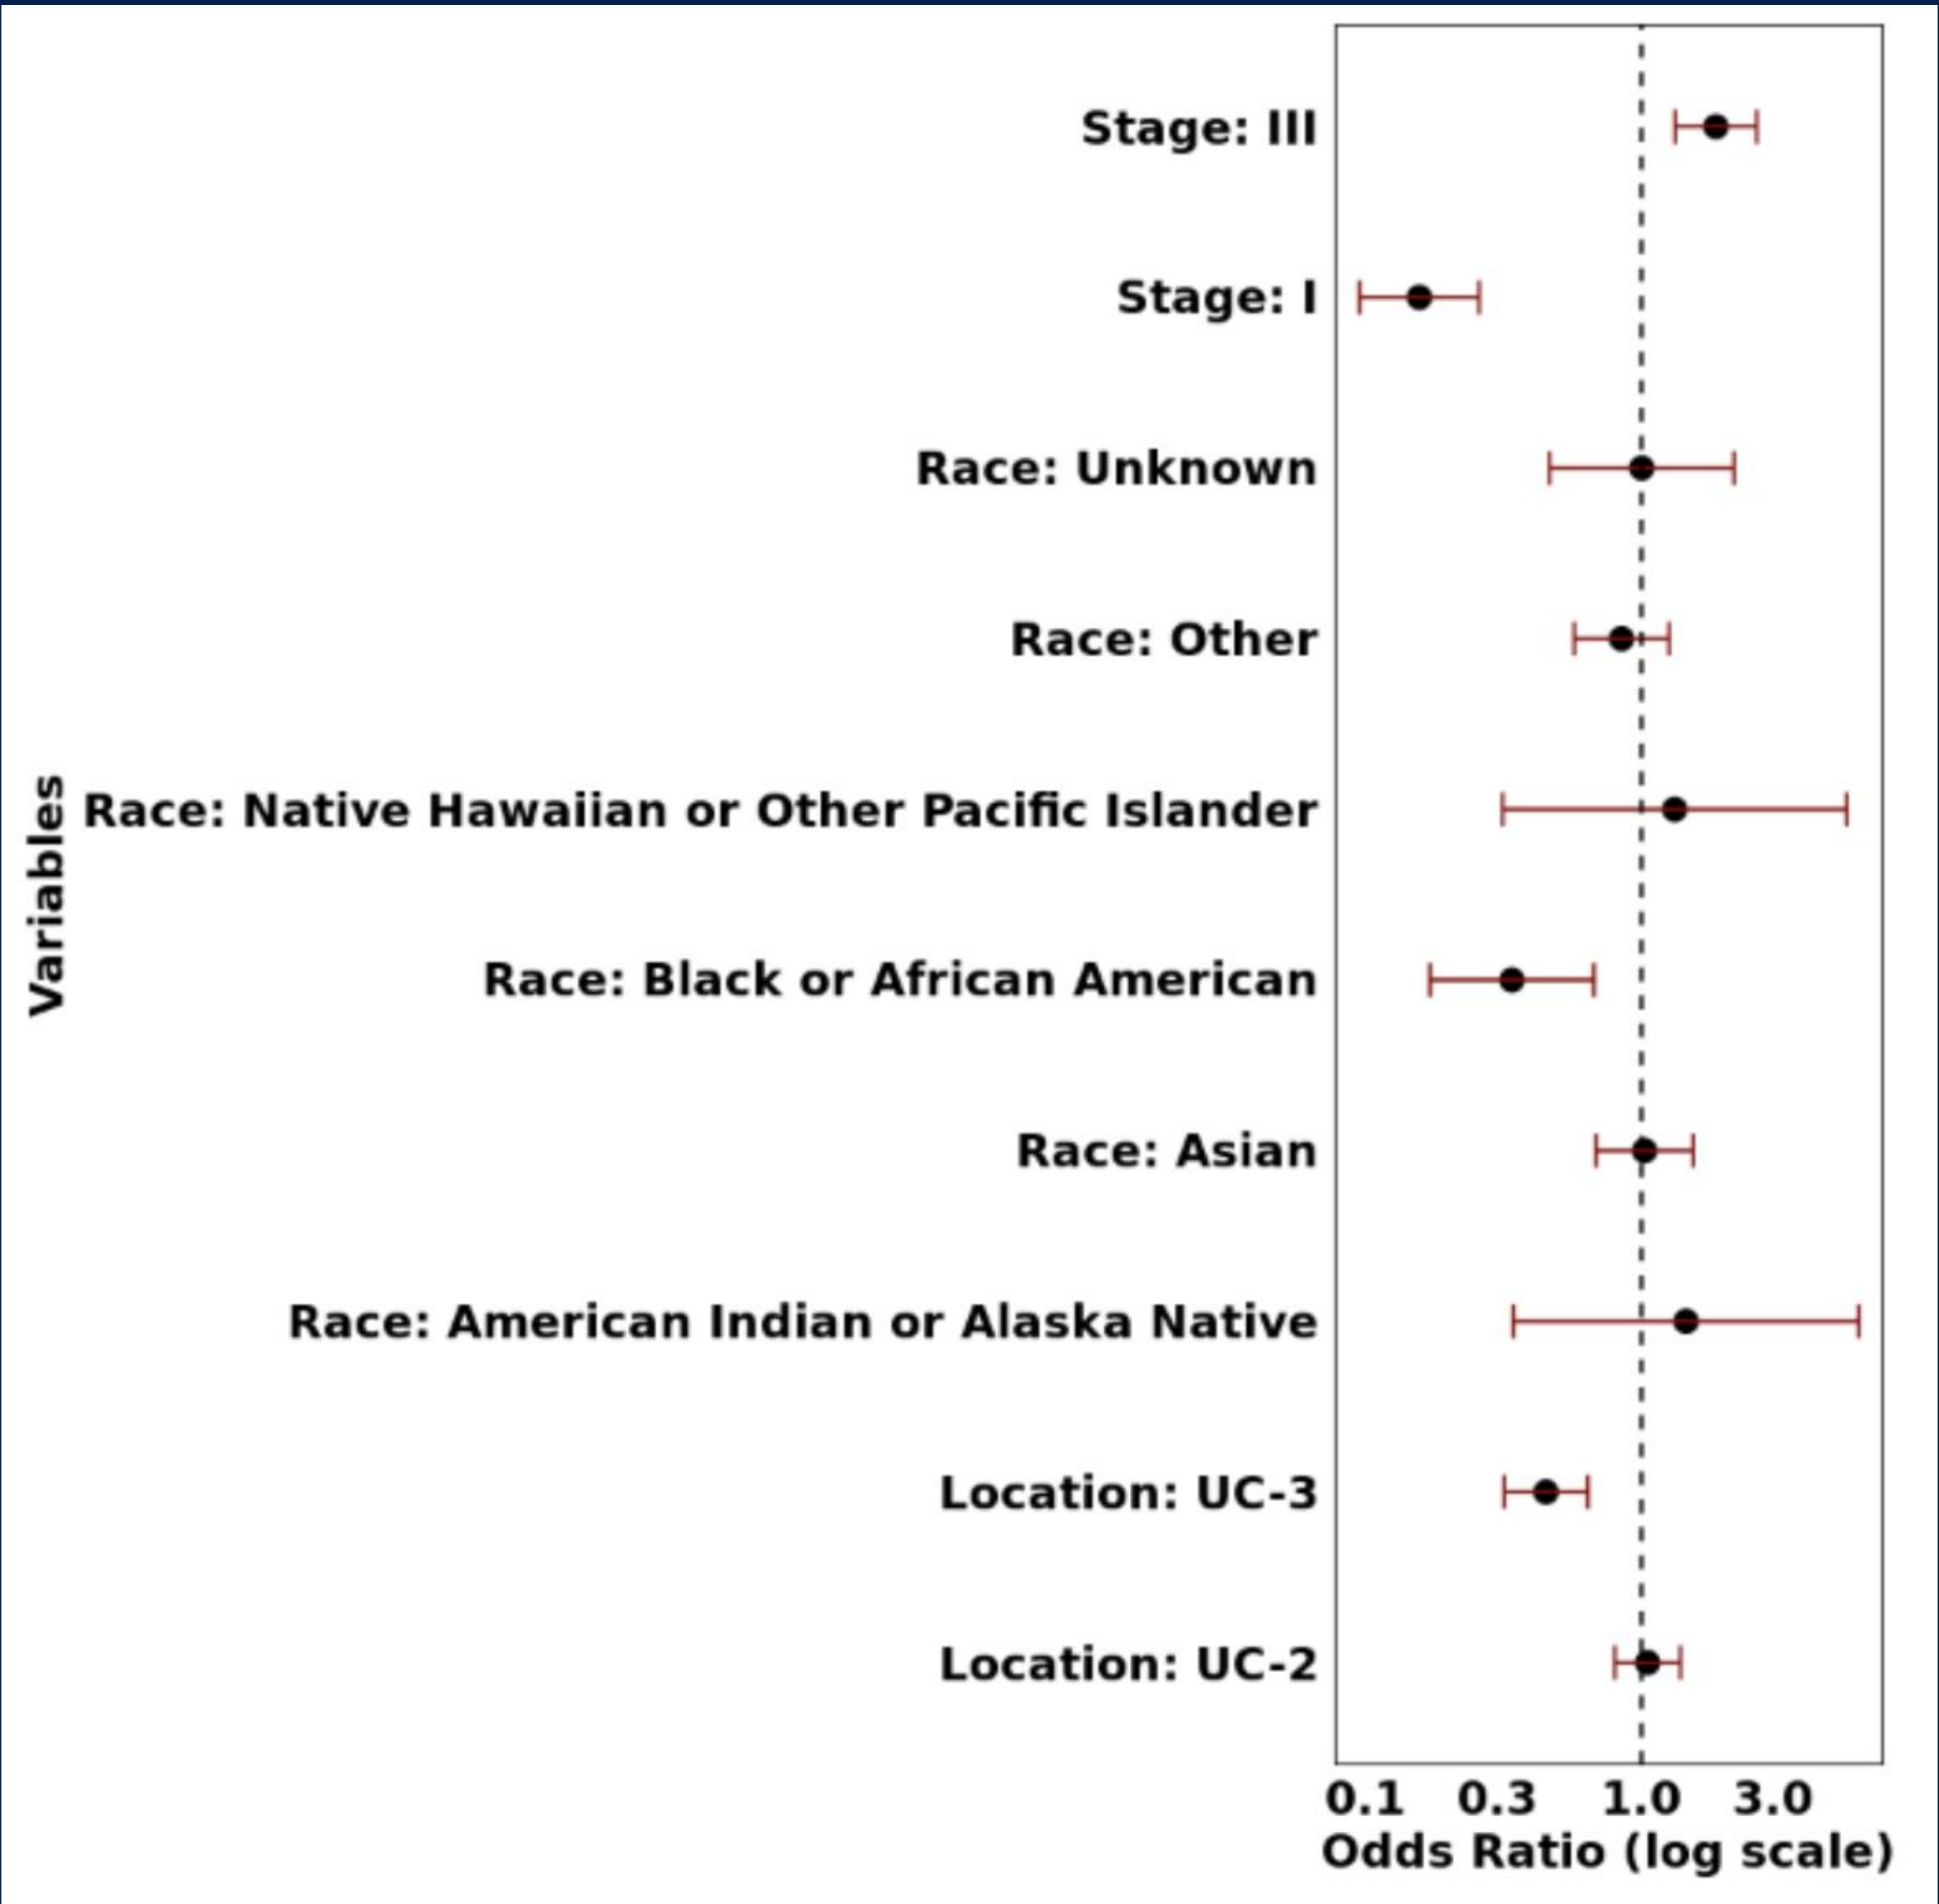 Variables
Stage: III
Stage: I
Race: Unknown
Race: Other
Race: Native Hawaiian or Other Pacific Islander
Race: Black or African American
Race: Asian
Race: American Indian or Alaska Native
Location: UC-3
Location: UC-2
0.1 0.3 1.0 3.0
Odds Ratio (log scale)